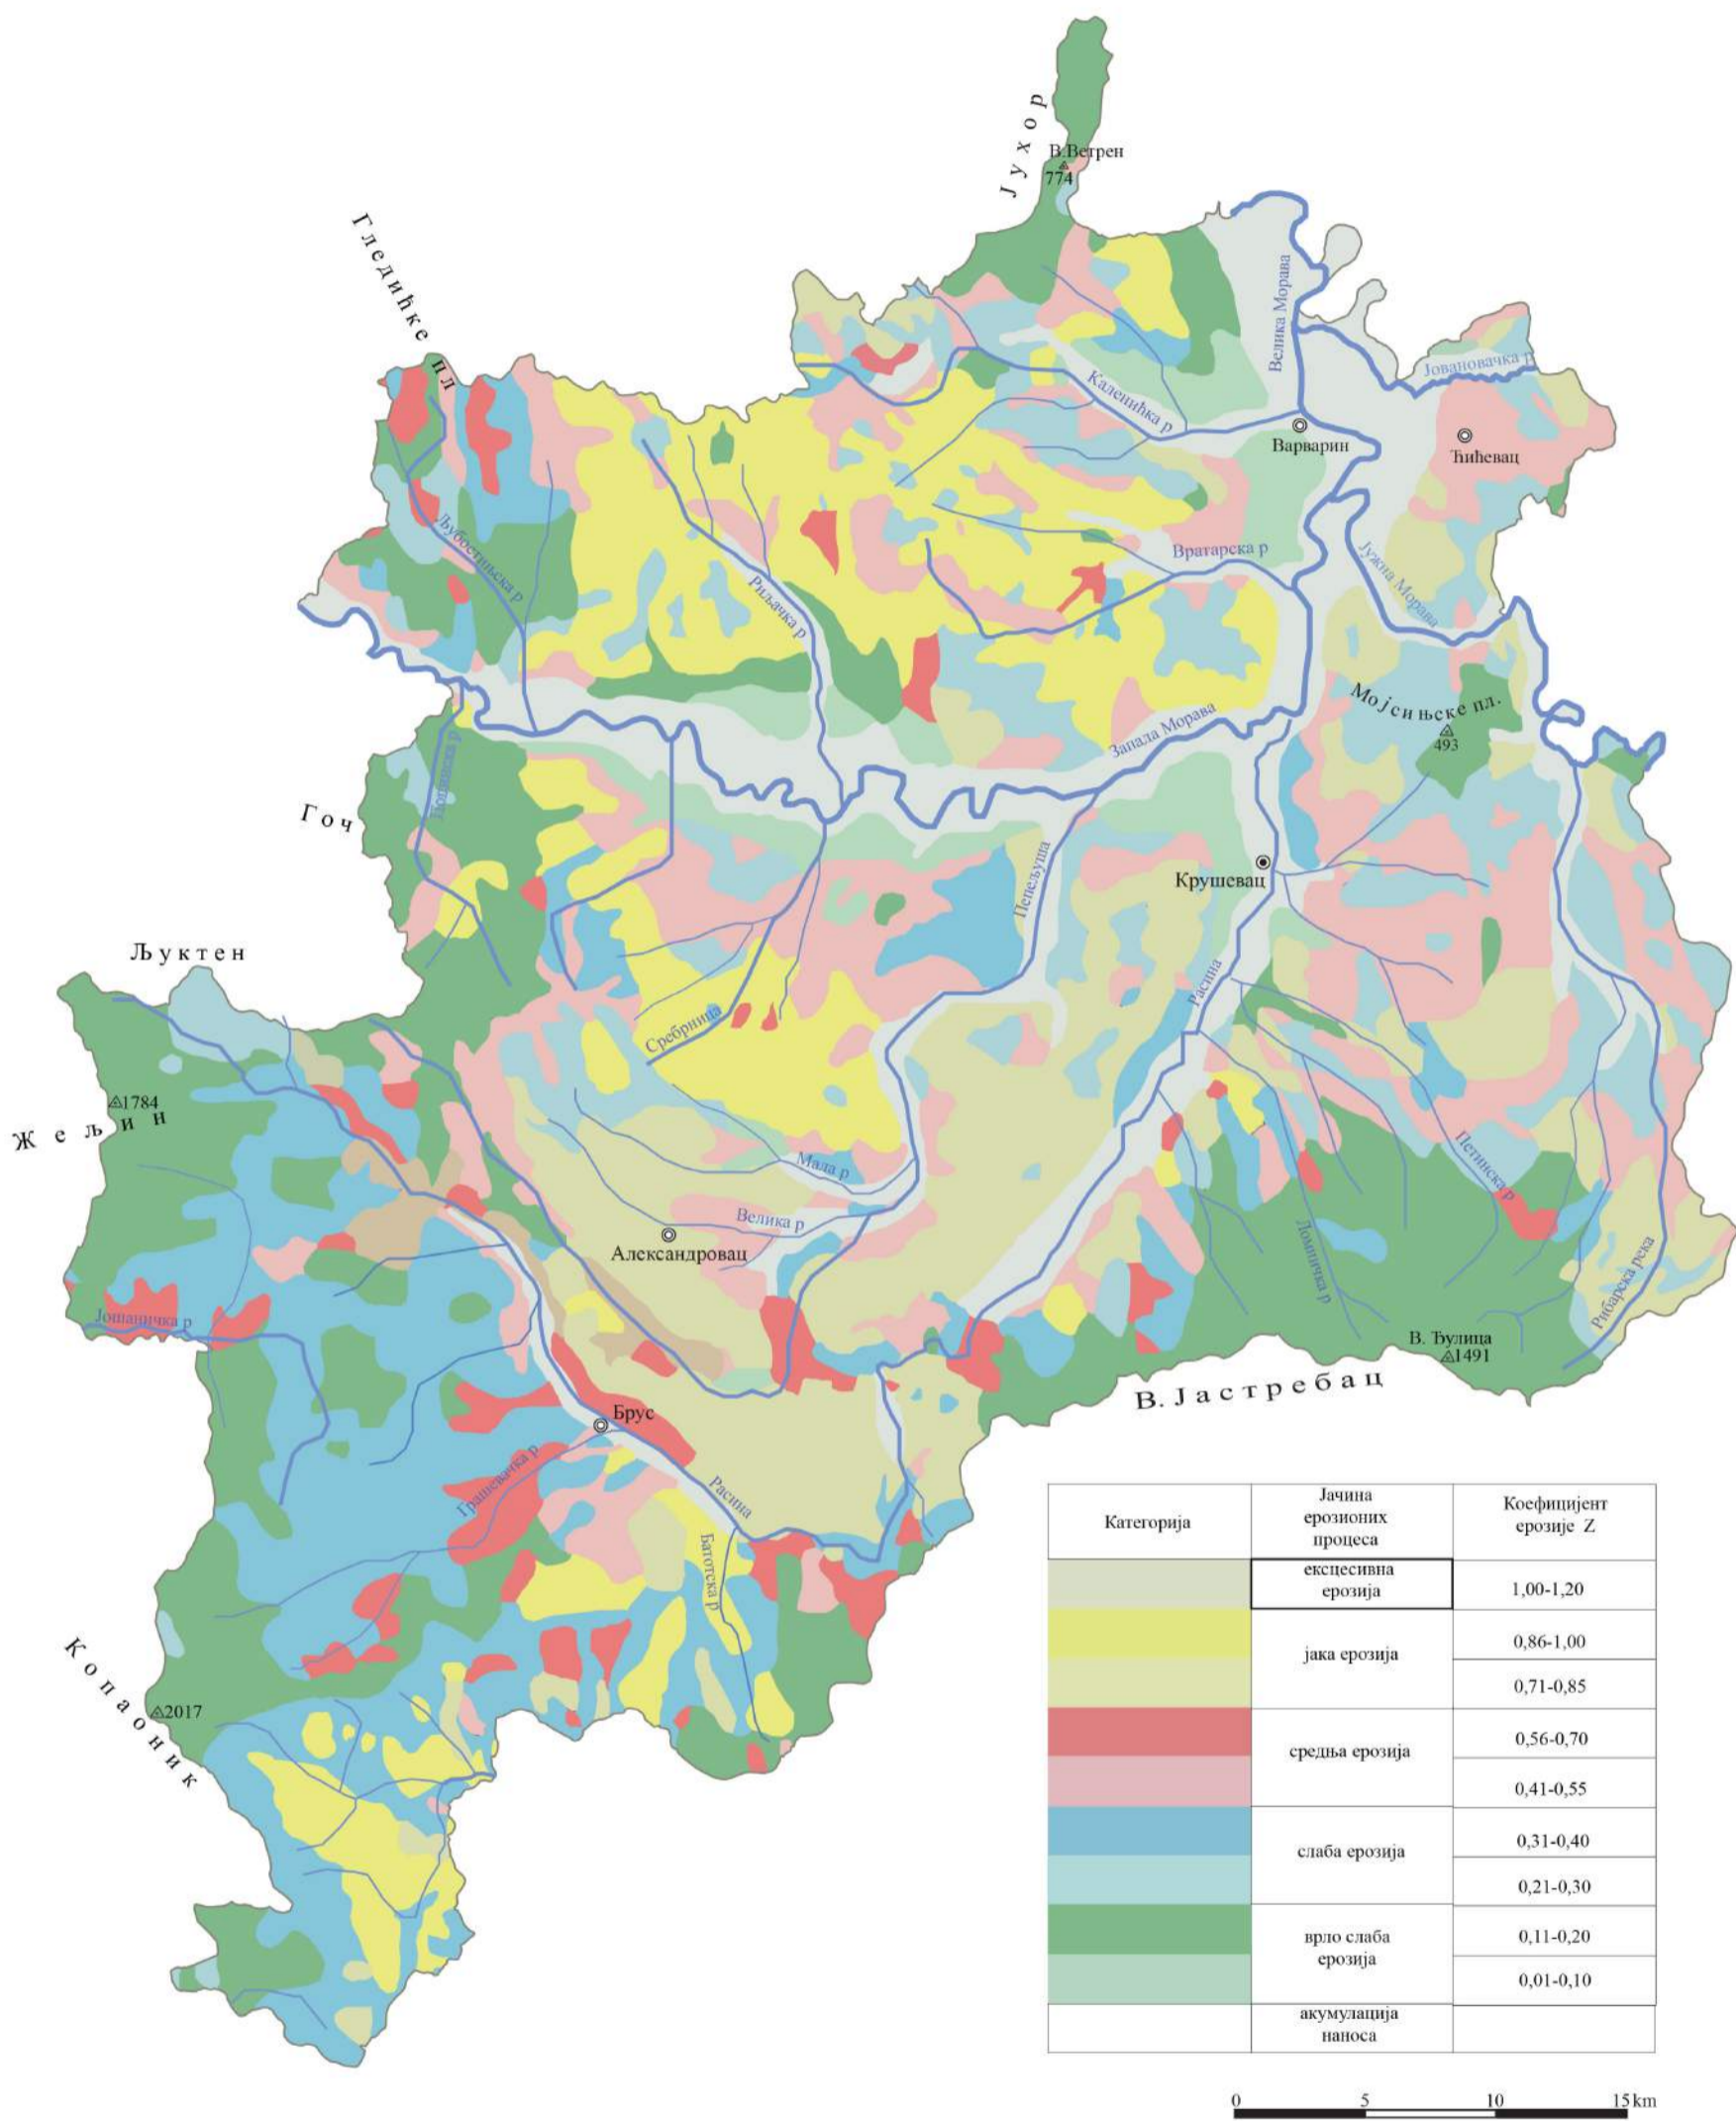 Јухор
В.Ветрен
774
Гледићке пл
Велика Морава
Јовановачка р
Каленићка р
Варварин
Ћићевац
Љубостињска р
Вратарска р
Јужна Морава
Риљачка р
Мојсињске пл.
493
Запала Морава
Гоч
Пепељуша
Крушевац
Љуктен
Расина
Сребрница
1784
Жељин
Петинска р
Мала р
Велика р
Александровац
Ломничка р
Рибарска река
Јошаничка р
В. Ђулица
1491
В.Јастребац
Брус
Грашевачка р
Расина
Батотска р
Копаоник
2017
Категорија
Јачина
ерозионих
процеса
Коефицијент
ерозије Z
ексцесивна
ерозија
1,00-1,20
јака ерозија
0,86-1,00
0,71-0,85
средња ерозија
0,56-0,70
0,41-0,55
слаба ерозија
0,31-0,40
0,21-0,30
врло слаба
ерозија
0,11-0,20
0,01-0,10
акумулација
наноса
0 5 10 15 km